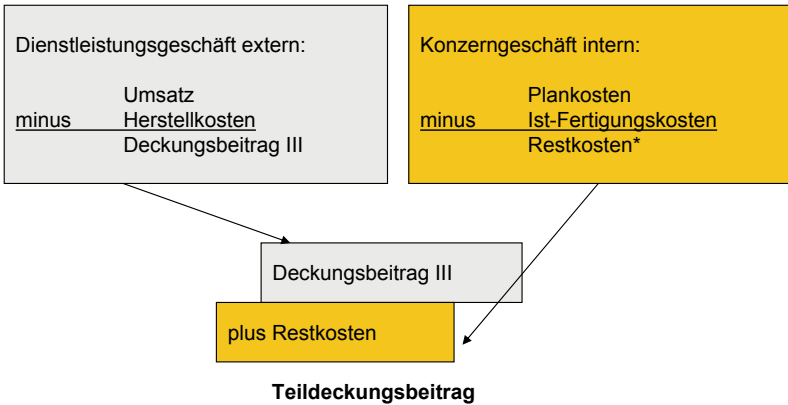 Dienstleistungsgeschäft extern:
Umsatz
minus Herstellkosten
Deckungsbeitrag III
Konzerngeschäft intern:
Plankosten
minus Ist-Fertigungskosten
Restkosten*
Deckungsbeitrag III
plus Restkosten
Teildeckungsbeitrag